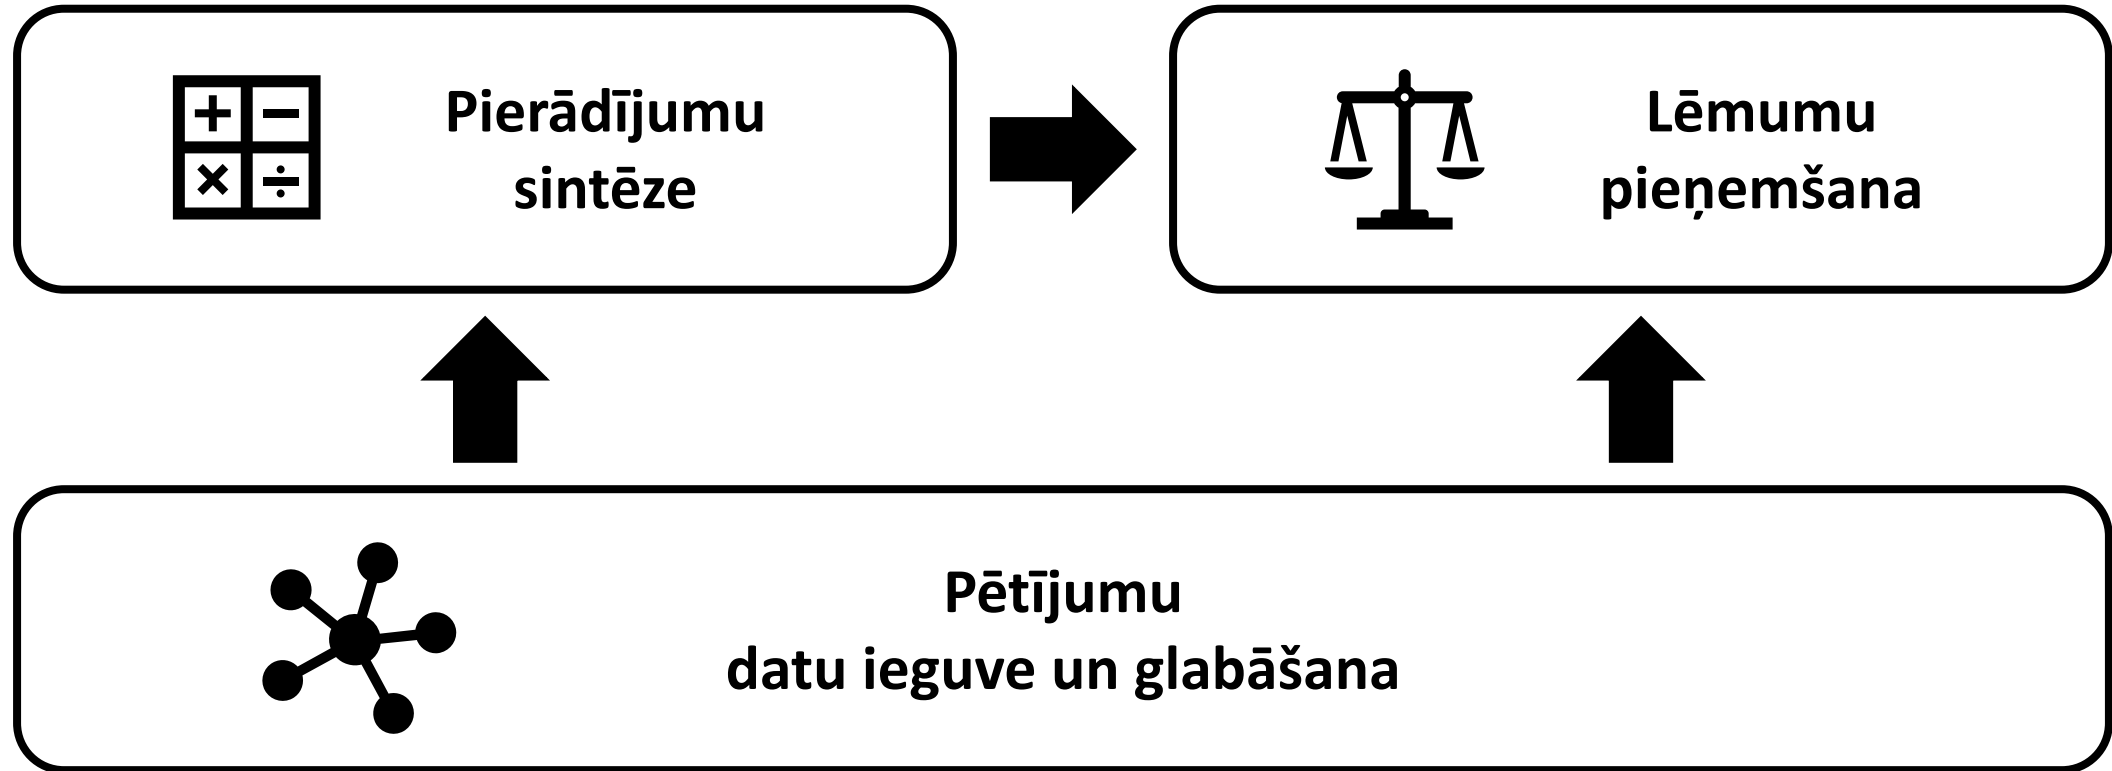 Pierādījumu
sintēze
Lēmumu
pieņemšana
Pētījumu
datu ieguve un glabāšana